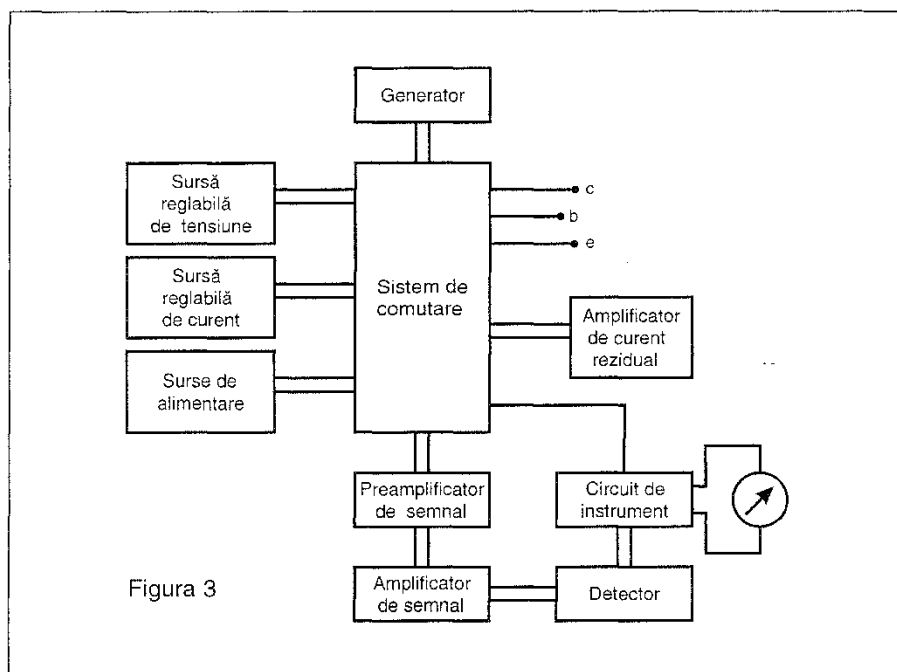 Generator
Sursă
reglabilă
de tensiune
c
b
e
Sursă
reglabilă
de curent
Sistem de
comutare
Amplificator
de curent
rezidual
Surse de
alimentare
Preamplificator
de semnal
Circuit de
instrument
Figura 3
Amplificator
de semnal
Detector